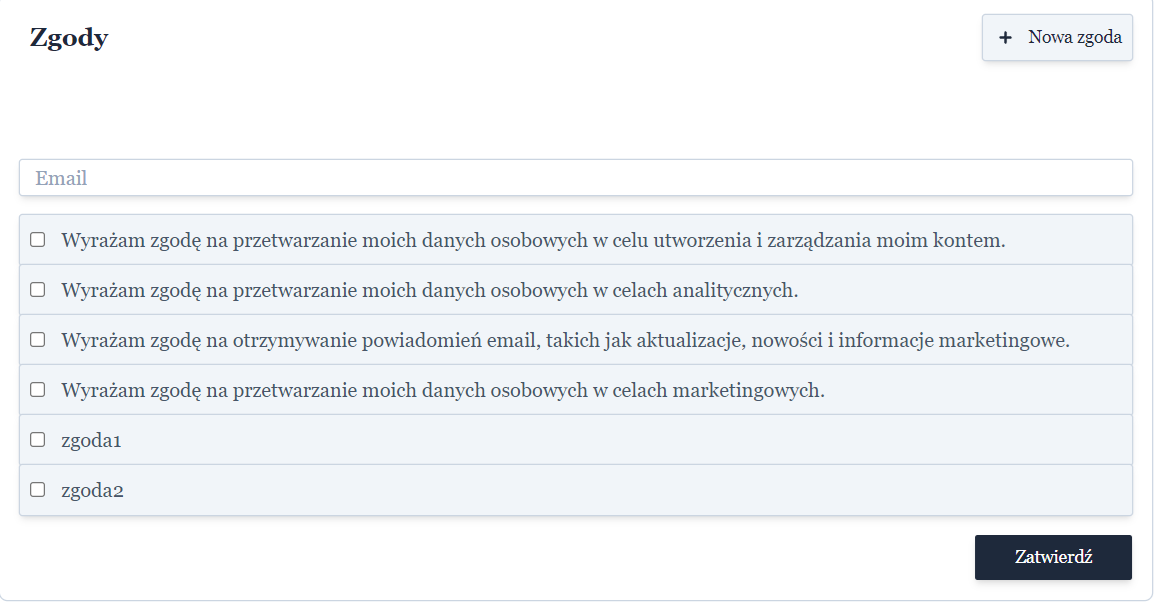 Zgody
+ Nowa zgoda
Email
Wyrażam zgodę na przetwarzanie moich danych osobowych w celu utworzenia i zarządzania moim kontem.
Wyrażam zgodę na przetwarzanie moich danych osobowych w celach analitycznych.
Wyrażam zgodę na otrzymywanie powiadomień email, takich jak aktualizacje, nowości i informacje marketingowe.
Wyrażam zgodę na przetwarzanie moich danych osobowych w celach marketingowych.
zgoda1
zgoda2
Zatwierdź